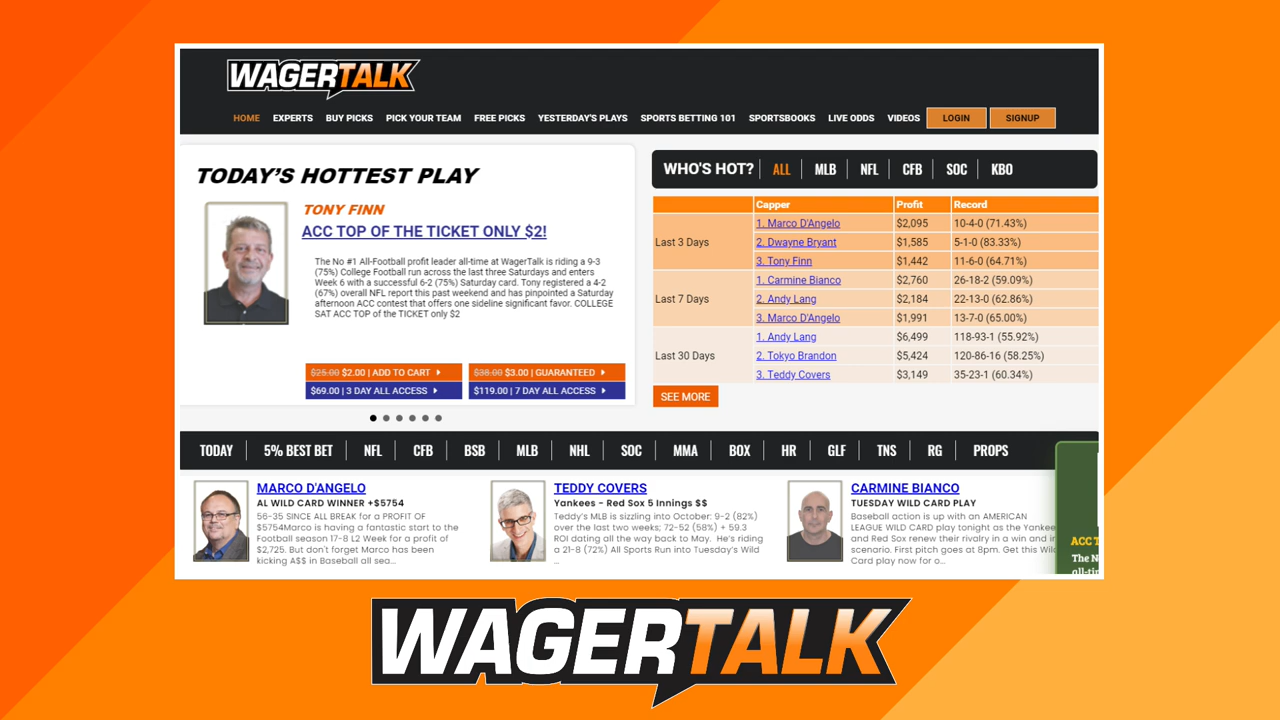 WAGERTALK
HOME EXPERTS BUY PICKS PICK YOUR TEAM FREE PICKS YESTERDAY'S PLAYS SPORTS BETTING 101 SPORTSBOOKS LIVE ODDS VIDEOS LOGIN SIGNUP
TODAY'S HOTTEST PLAY
TONY FINN
ACC TOP OF THE TICKET ONLY $2!
The No #1 All-Football profit leader all-time at WagerTalk is riding a 9-3
(75%) College Football run across the last three Saturdays and enters
Week 6 with a successful 6-2 (75%) Saturday card. Tony registered a 4-2
(67%) overall NFL report this past weekend and has pinpointed a Saturday
afternoon ACC contest that offers one sideline significant favor. COLLEGE
SAT ACC TOP of the TICKET only $2
$25.00 $2.00 | ADD TO CART
$38.00 $3.00 | GUARANTEED
$69.00 | 3 DAY ALL ACCESS
$119.00 | 7 DAY ALL ACCESS
WHO'S HOT? ALL MLB NFL CFB SOC KBO
Capper Profit Record
Last 3 Days
1. Marco D'Angelo $2,095 10-4-0 (71.43%)
2. Dwayne Bryant $1,585 5-1-0 (83.33%)
3. Tony Finn $1,442 11-6-0 (64.71%)
Last 7 Days
1. Carmine Bianco $2,760 26-18-2 (59.09%)
2. Andy Lang $2,184 22-13-0 (62.86%)
3. Marco D'Angelo $1,991 13-7-0 (65.00%)
Last 30 Days
1. Andy Lang $6,499 118-93-1 (55.92%)
2. Tokyo Brandon $5,424 120-86-16 (58.25%)
3. Teddy Covers $3,149 35-23-1 (60.34%)
SEE MORE
TODAY 5% BEST BET NFL CFB BSB MLB NHL SOC MMA BOX HR GLF TNS RG PROPS
MARCO D'ANGELO
AL WILD CARD WINNER +$5754
56-35 SINCE ALL BREAK for a PROFIT OF
$5754Marco is having a fantastic start to the
Football season 17-8 L2 Week for a profit of
$2,725. But don't forget Marco has been
kicking A$$ in Baseball all sea...
TEDDY COVERS
Yankees - Red Sox 5 Innings $$
Teddy's MLB is sizzling into October: 9-2 (82%)
over the last two weeks; 72-52 (58%) + 59.3
ROI dating all the way back to May. He's riding
a 21-8 (72%) All Sports Run into Tuesday's Wild
...
CARMINE BIANCO
TUESDAY WILD CARD PLAY
Baseball action is up with an AMERICAN
LEAGUE WILD CARD play tonight as the Yankee
and Red Sox renew their rivalry in a win and in
scenario. First pitch goes at 8pm. Get this Wild
Card play now for o...
ACC T
The N
all-tin
WAGERTALK